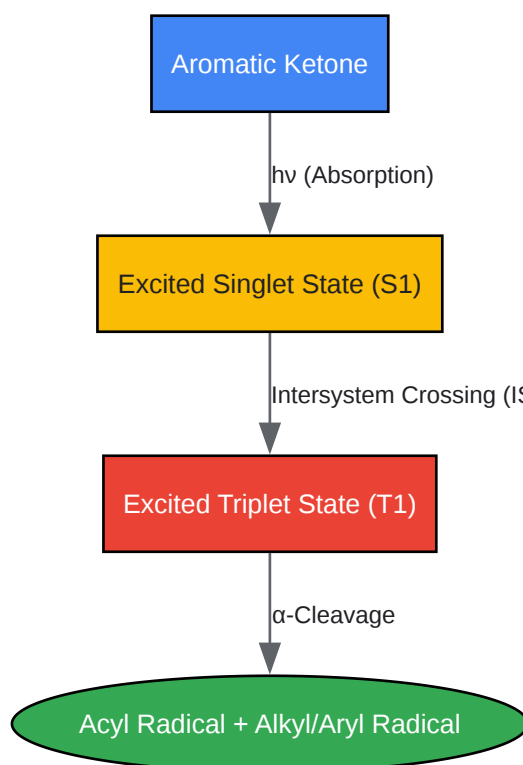 Aromatic Ketone
hν (Absorption)
Excited Singlet State (S1)
Intersystem Crossing (IS
Excited Triplet State (T1)
α-Cleavage
Acyl Radical + Alkyl/Aryl Radical